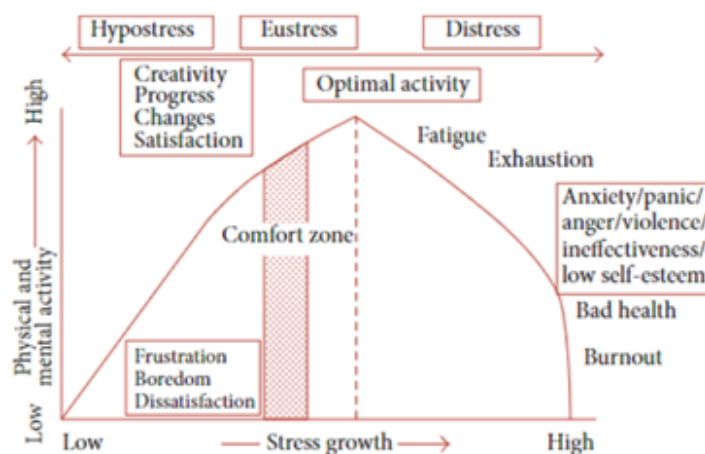 Hypostress
Eustress
Distress
Creativity
Progress
Changes
Satisfaction
Optimal activity
Fatigue
Exhaustion
Anxiety/panic/
anger/violence/
ineffectiveness/
low self-esteem
Bad health
Burnout
Comfort zone
Frustration
Boredom
Dissatisfaction
High
Physical and
mental activity
Low
Low
Stress growth
High